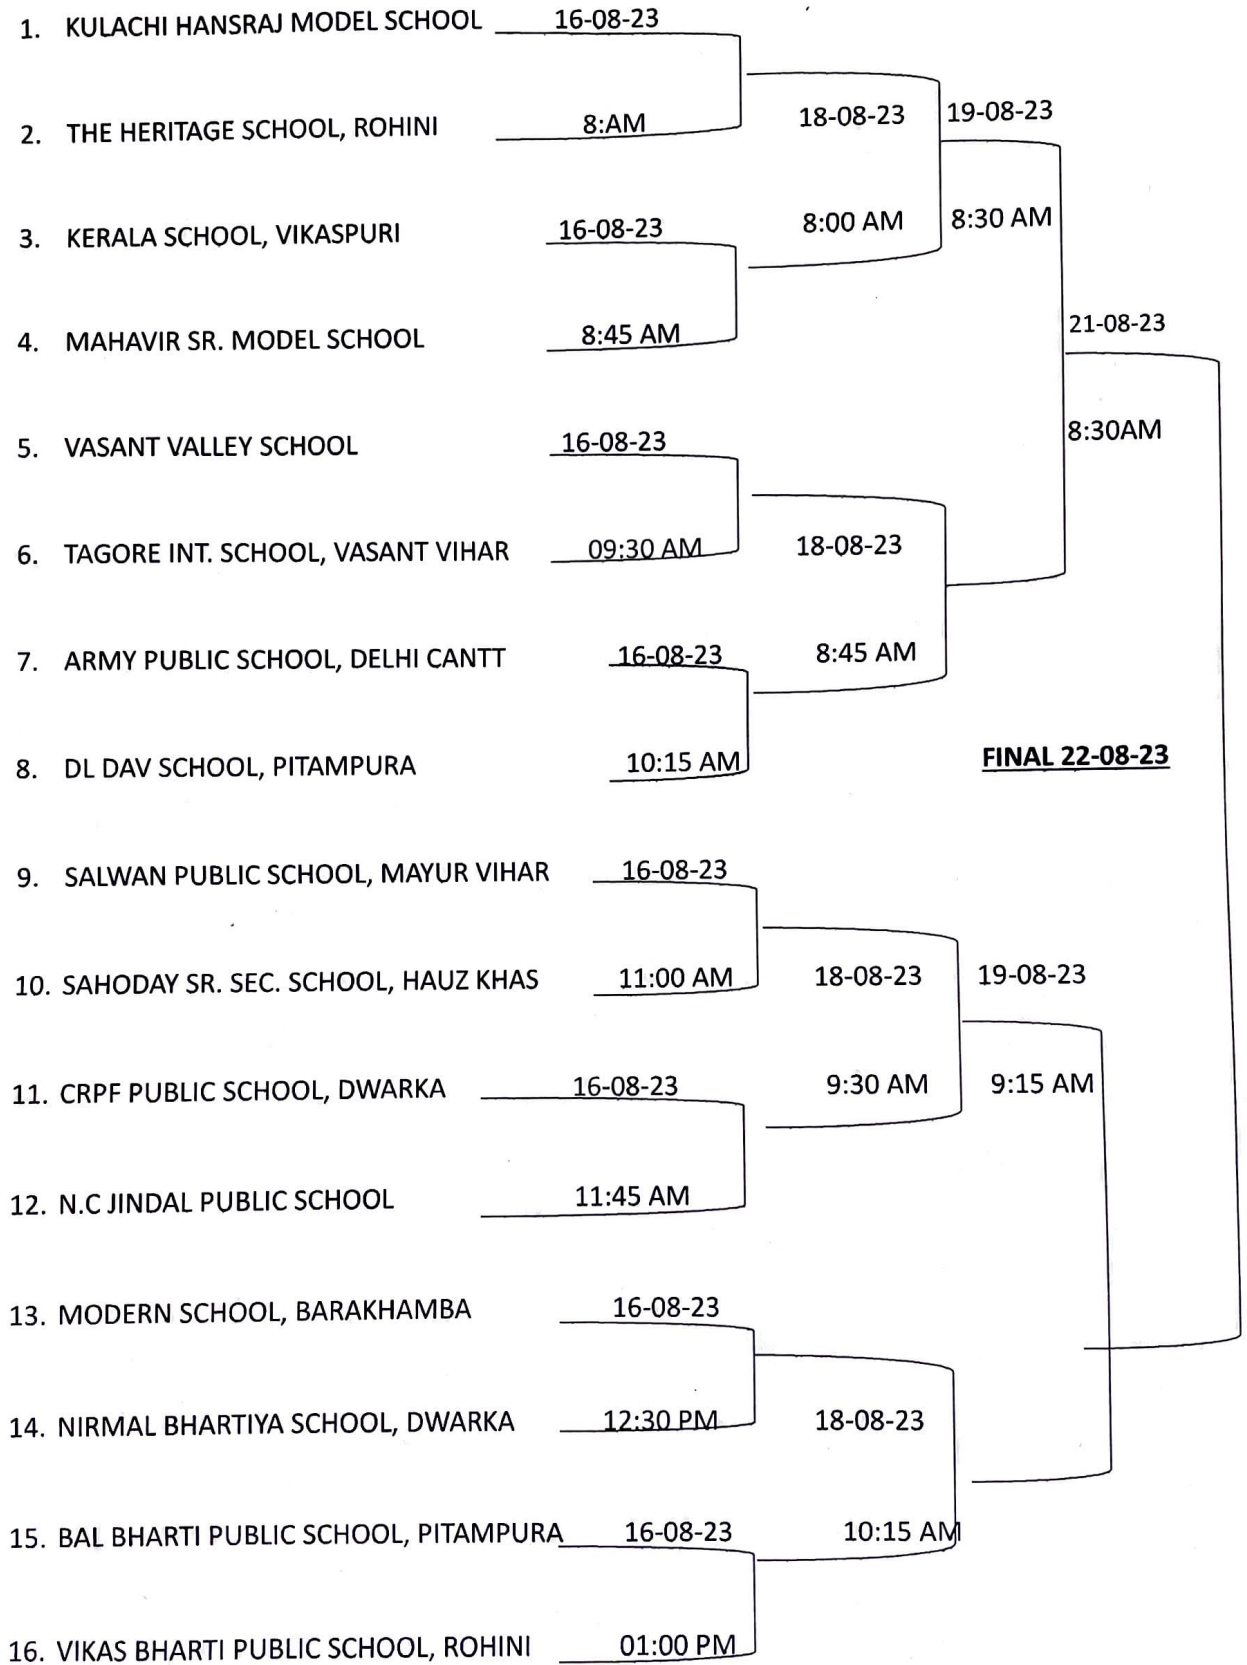 1. KULACHI HANSRAJ MODEL SCHOOL 16-08-23
18-08-23 19-08-23
2. THE HERITAGE SCHOOL, ROHINI 8:AM
3. KERALA SCHOOL, VIKASPURI 16-08-23 8:00 AM 8:30 AM
21-08-23
4. MAHAVIR SR. MODEL SCHOOL 8:45 AM
5. VASANT VALLEY SCHOOL 16-08-23 8:30AM
6. TAGORE INT. SCHOOL, VASANT VIHAR 09:30 AM 18-08-23
7. ARMY PUBLIC SCHOOL, DELHI CANTT 16-08-23 8:45 AM
8. DL DAV SCHOOL, PITAMPURA 10:15 AM FINAL 22-08-23
9. SALWAN PUBLIC SCHOOL, MAYUR VIHAR 16-08-23
10. SAHODAY SR. SEC. SCHOOL, HAUZ KHAS 11:00 AM 18-08-23 19-08-23
11. CRPF PUBLIC SCHOOL, DWARKA 16-08-23 9:30 AM 9:15 AM
12. N.C JINDAL PUBLIC SCHOOL 11:45 AM
13. MODERN SCHOOL, BARAKHAMBA 16-08-23
14. NIRMAL BHARTIYA SCHOOL, DWARKA 12:30 PM 18-08-23
15. BAL BHARTI PUBLIC SCHOOL, PITAMPURA 16-08-23 10:15 AM
16. VIKAS BHARTI PUBLIC SCHOOL, ROHINI 01:00 PM